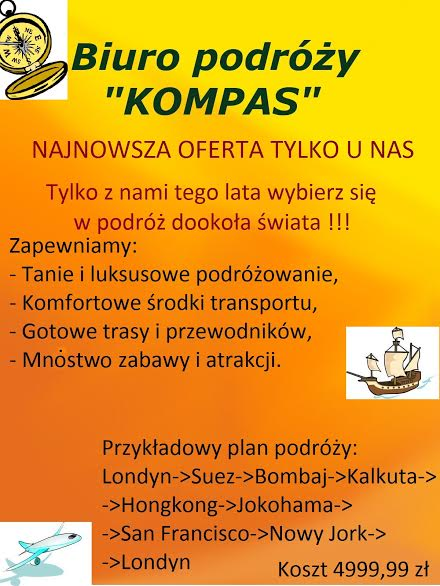 Biuro podróży
"KOMPAS"
NAJNOWSZA OFERTA TYLKO U NAS
Tylko z nami tego lata wybierz się
w podróż dookoła świata !!!
Zapewniamy:
- Tanie i luksusowe podróżowanie,
- Komfortowe środki transportu,
- Gotowe trasy i przewodników,
- Mnóstwo zabawy i atrakcji.
Przykładowy plan podróży:
Londyn->Suez->Bombaj->Kalkuta->
->Hongkong->Jokohama->
->San Francisco->Nowy Jork->
->Londyn
Koszt 4999,99 zł